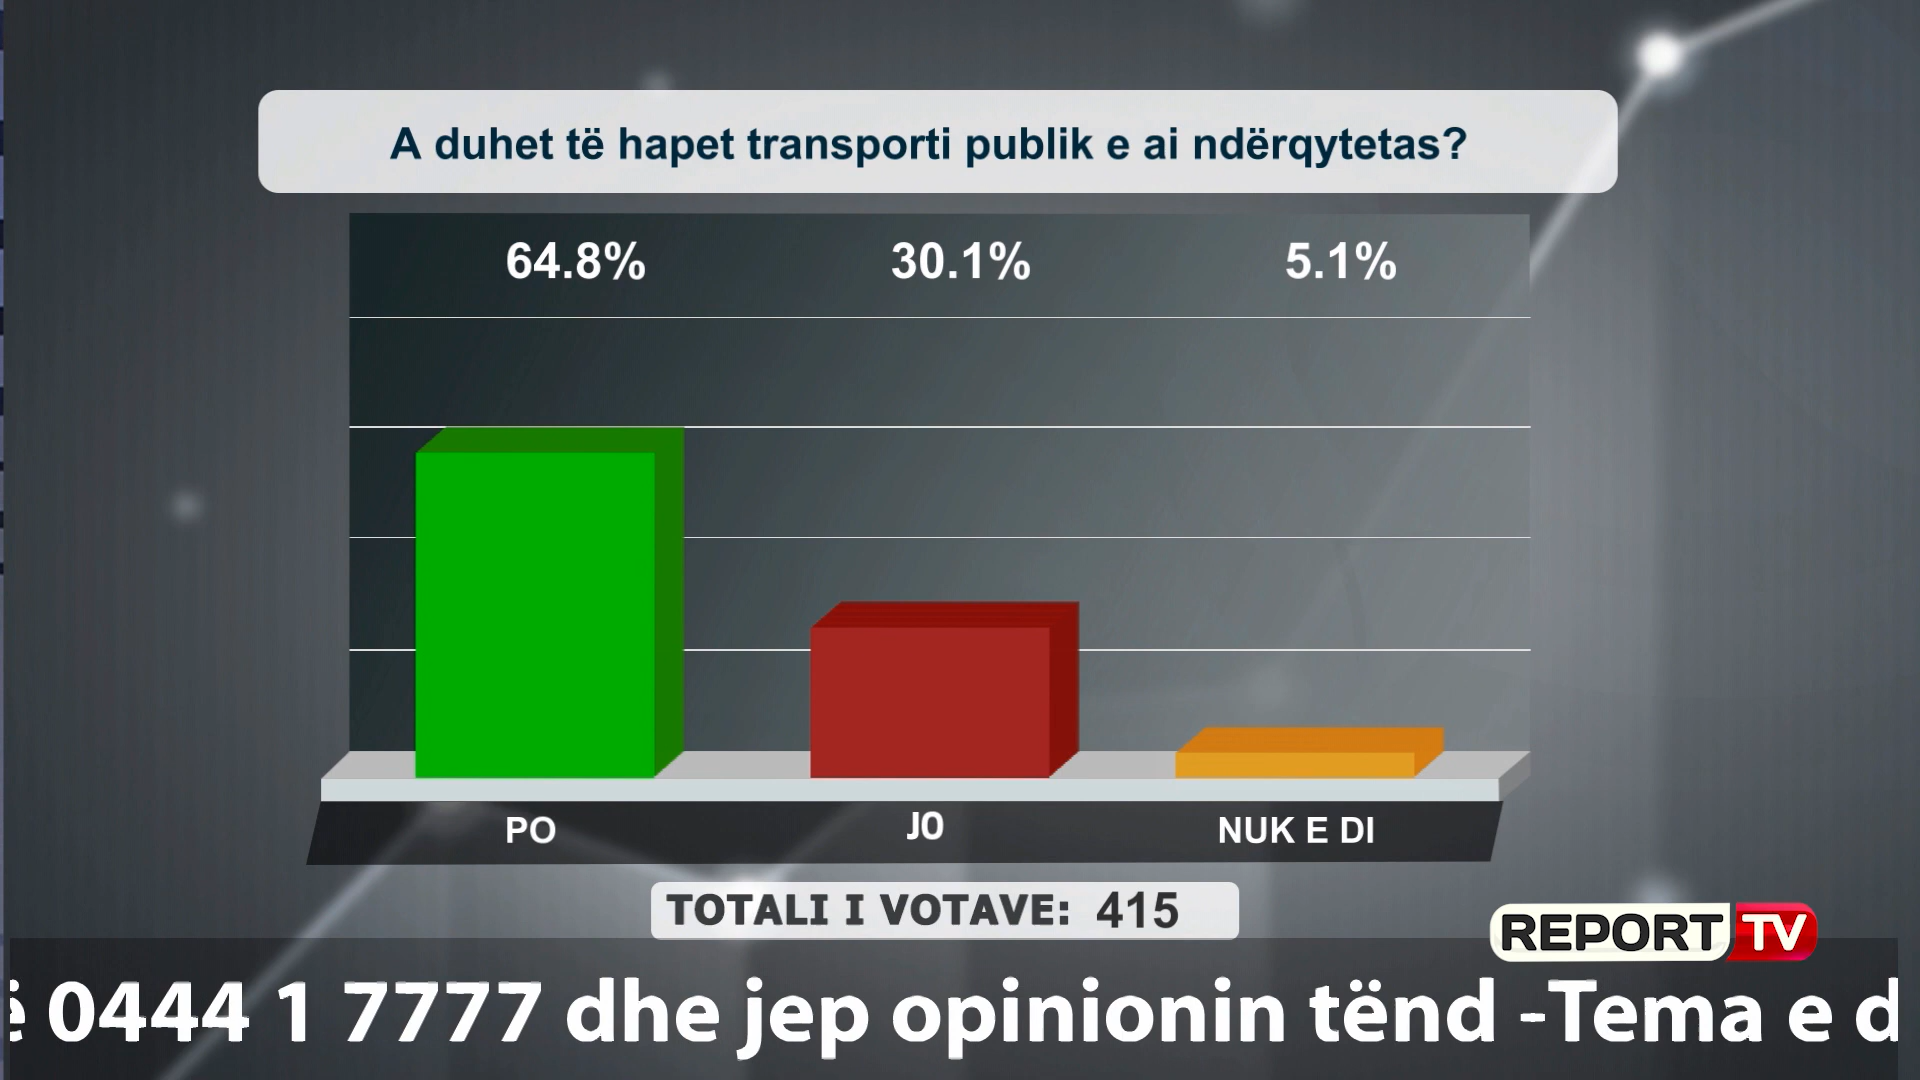 A duhet të hapet transporti publik e ai ndërqytetas?
64.8% 30.1% 5.1%
PO JO NUK E DI
TOTALI I VOTAVE: 415
REPORT TV
ë 0444 1 7777 dhe jep opinionin tënd -Tema e d